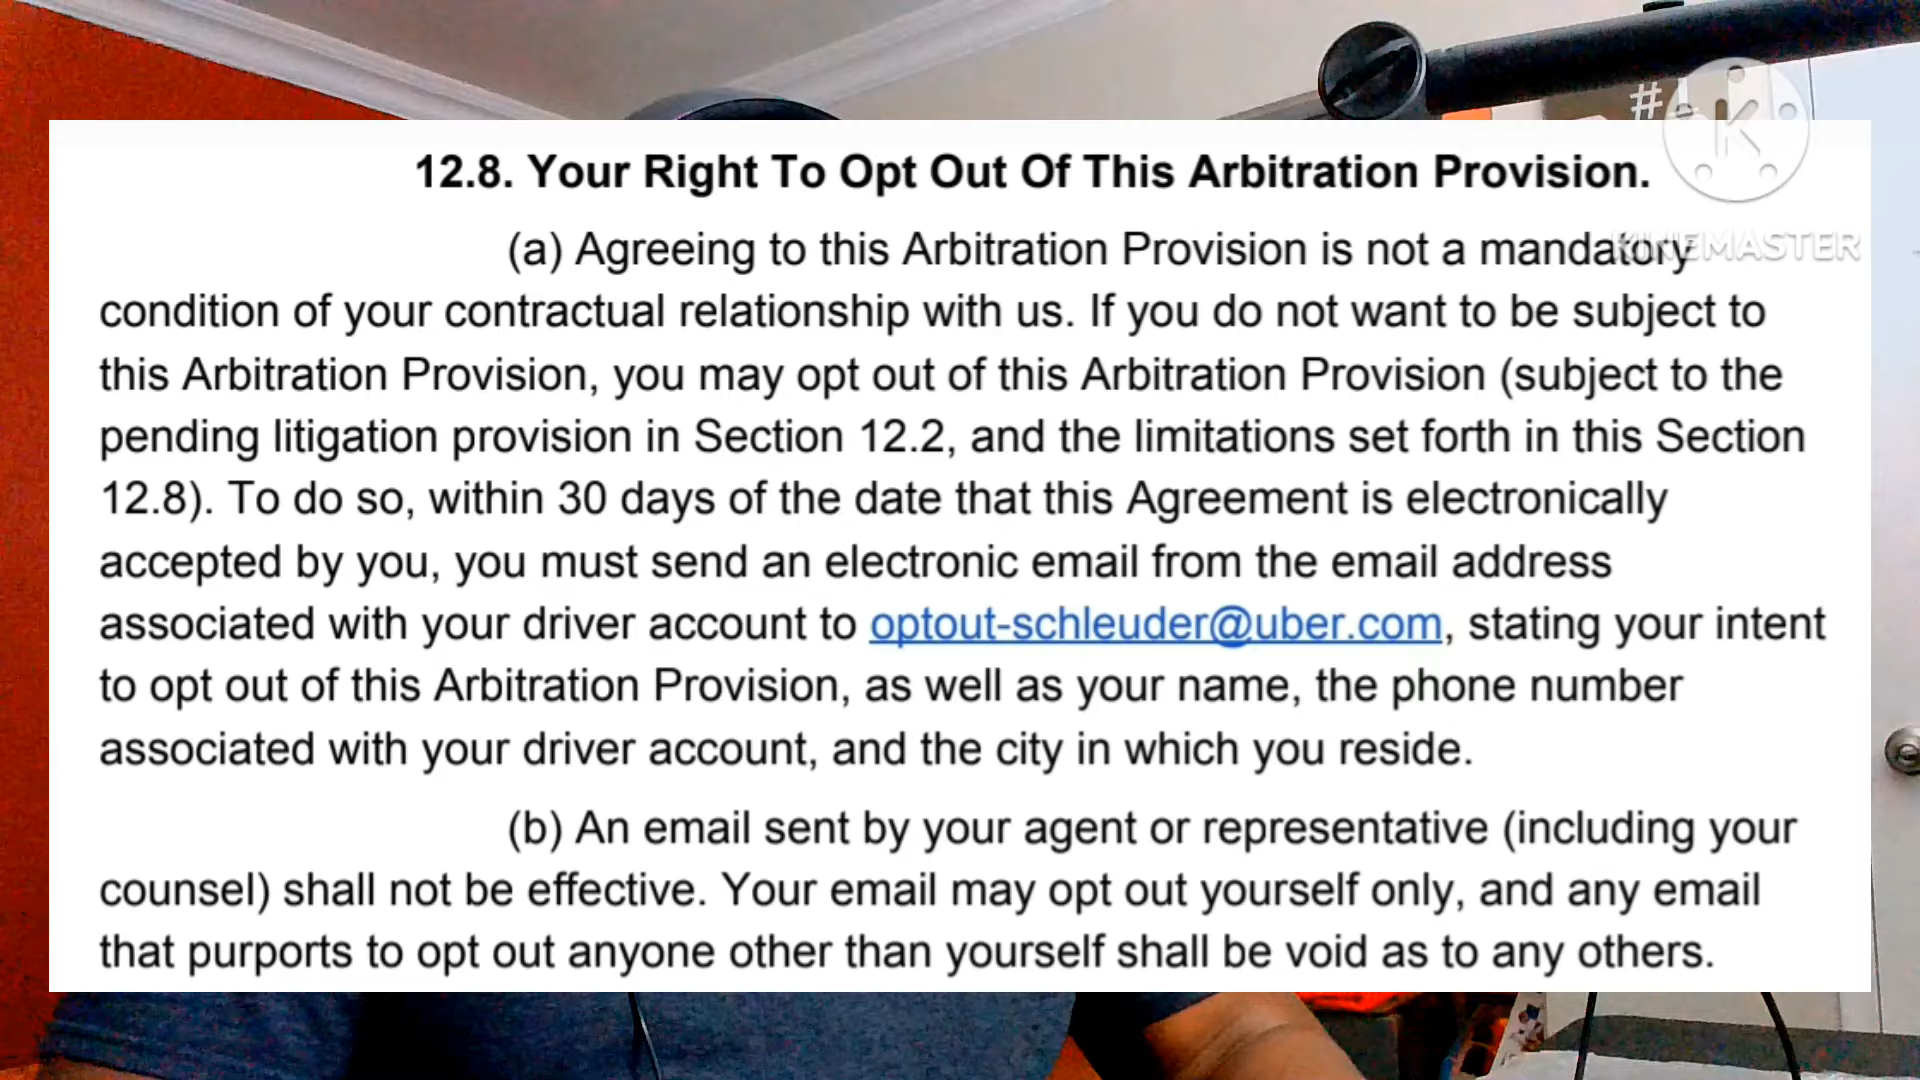 #
K
KINEMASTER
12.8. Your Right To Opt Out Of This Arbitration Provision.
(a) Agreeing to this Arbitration Provision is not a mandatory
condition of your contractual relationship with us. If you do not want to be subject to
this Arbitration Provision, you may opt out of this Arbitration Provision (subject to the
pending litigation provision in Section 12.2, and the limitations set forth in this Section
12.8). To do so, within 30 days of the date that this Agreement is electronically
accepted by you, you must send an electronic email from the email address
associated with your driver account to optout-schleuder@uber.com, stating your intent
to opt out of this Arbitration Provision, as well as your name, the phone number
associated with your driver account, and the city in which you reside.
(b) An email sent by your agent or representative (including your
counsel) shall not be effective. Your email may opt out yourself only, and any email
that purports to opt out anyone other than yourself shall be void as to any others.